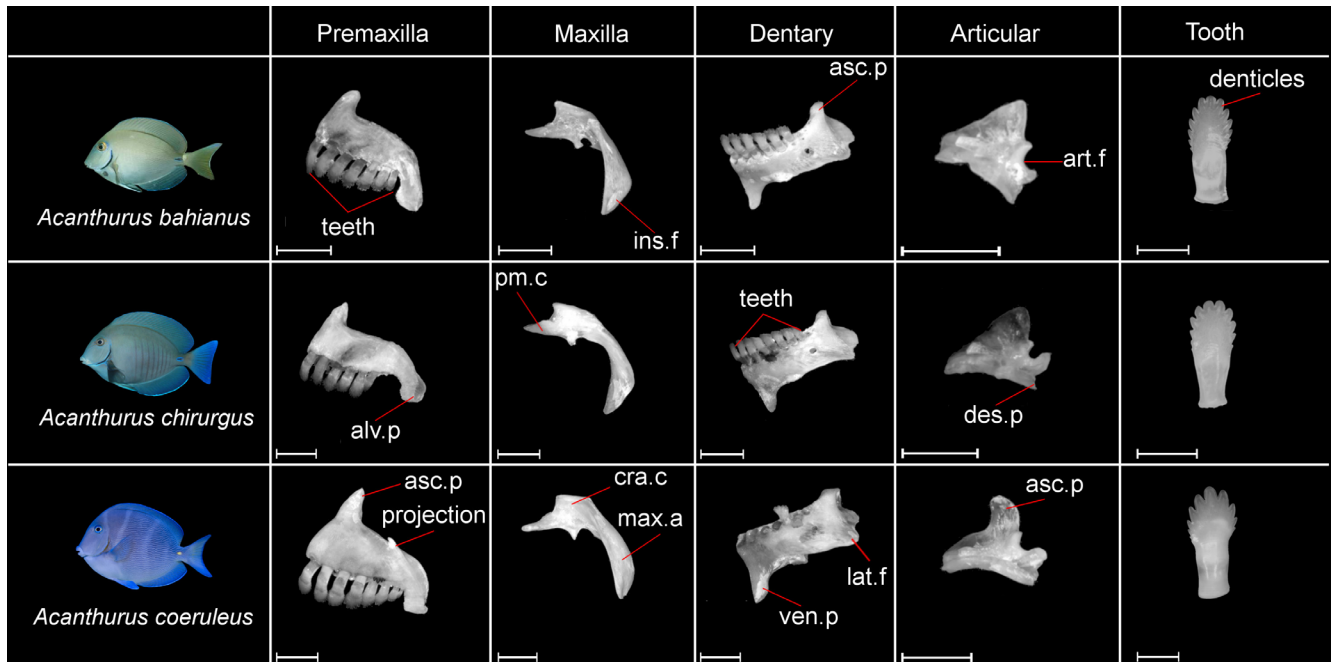 Premaxilla Maxilla Dentary Articular Tooth
asc.p
denticles
art.f
Acanthurus bahianus
teeth
ins.f
pm.c
teeth
Acanthurus chirurgus
alv.p
des.p
asc.p
projection
cra.c
max.a
asc.p
lat.f
ven.p
Acanthurus coeruleus